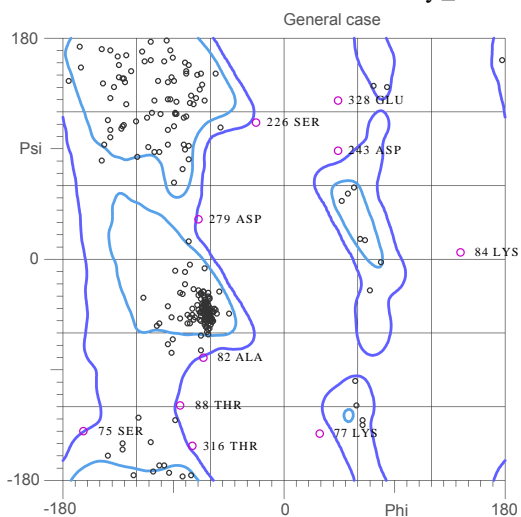 General case
180
328 GLU
226 SER
Psi
243 ASP
279 ASP
0
84 LYS
82 ALA
88 THR
75 SER
77 LYS
316 THR
-180
-180 0 Phi 180